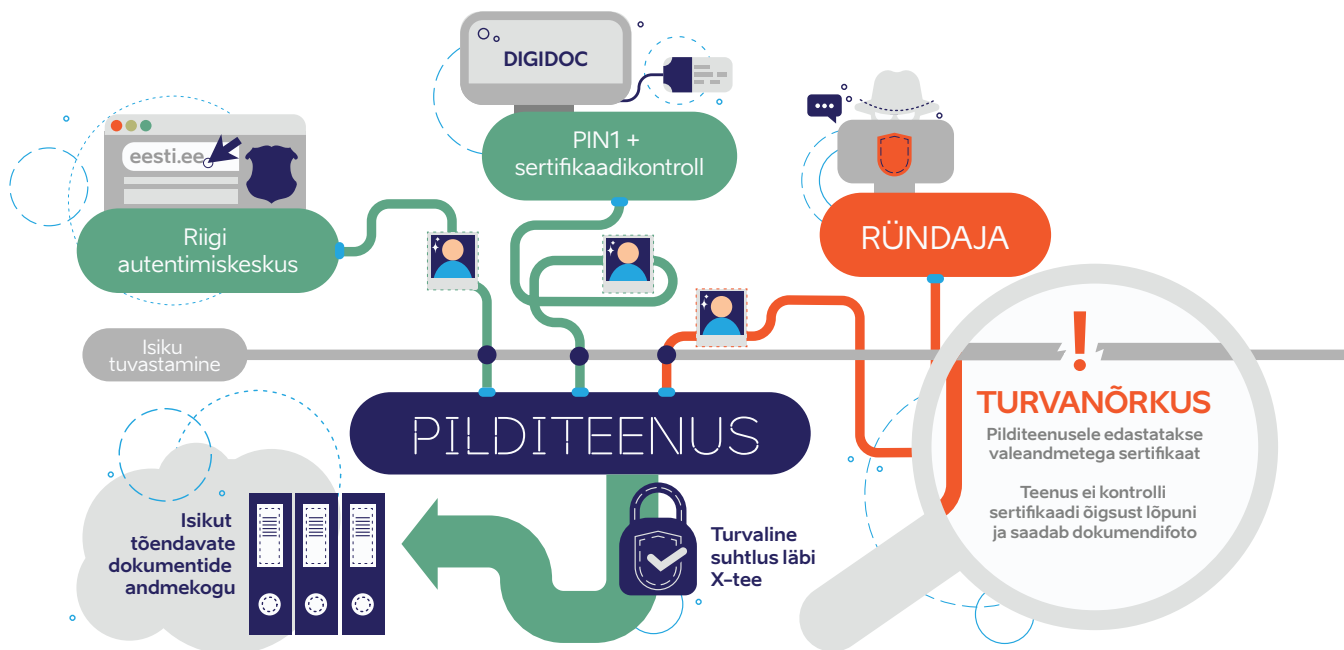 DIGIDOC
eesti.ee
PIN1 +
sertifikaadikontroll
Riigi
autentimiskeskus
RÜNDAJA
Isiku
tuvastamine
PILDITEENUS
TURVANÕRKUS
Pilditeenusele edastatakse
valeandmetega sertifikaat
Teenus ei kontrolli
sertifikaadi õigsust lõpuni
ja saadab dokumendifoto
Isikut
tõendavate
dokumentide
andmekogu
Turvaline
suhtlus läbi
X-tee